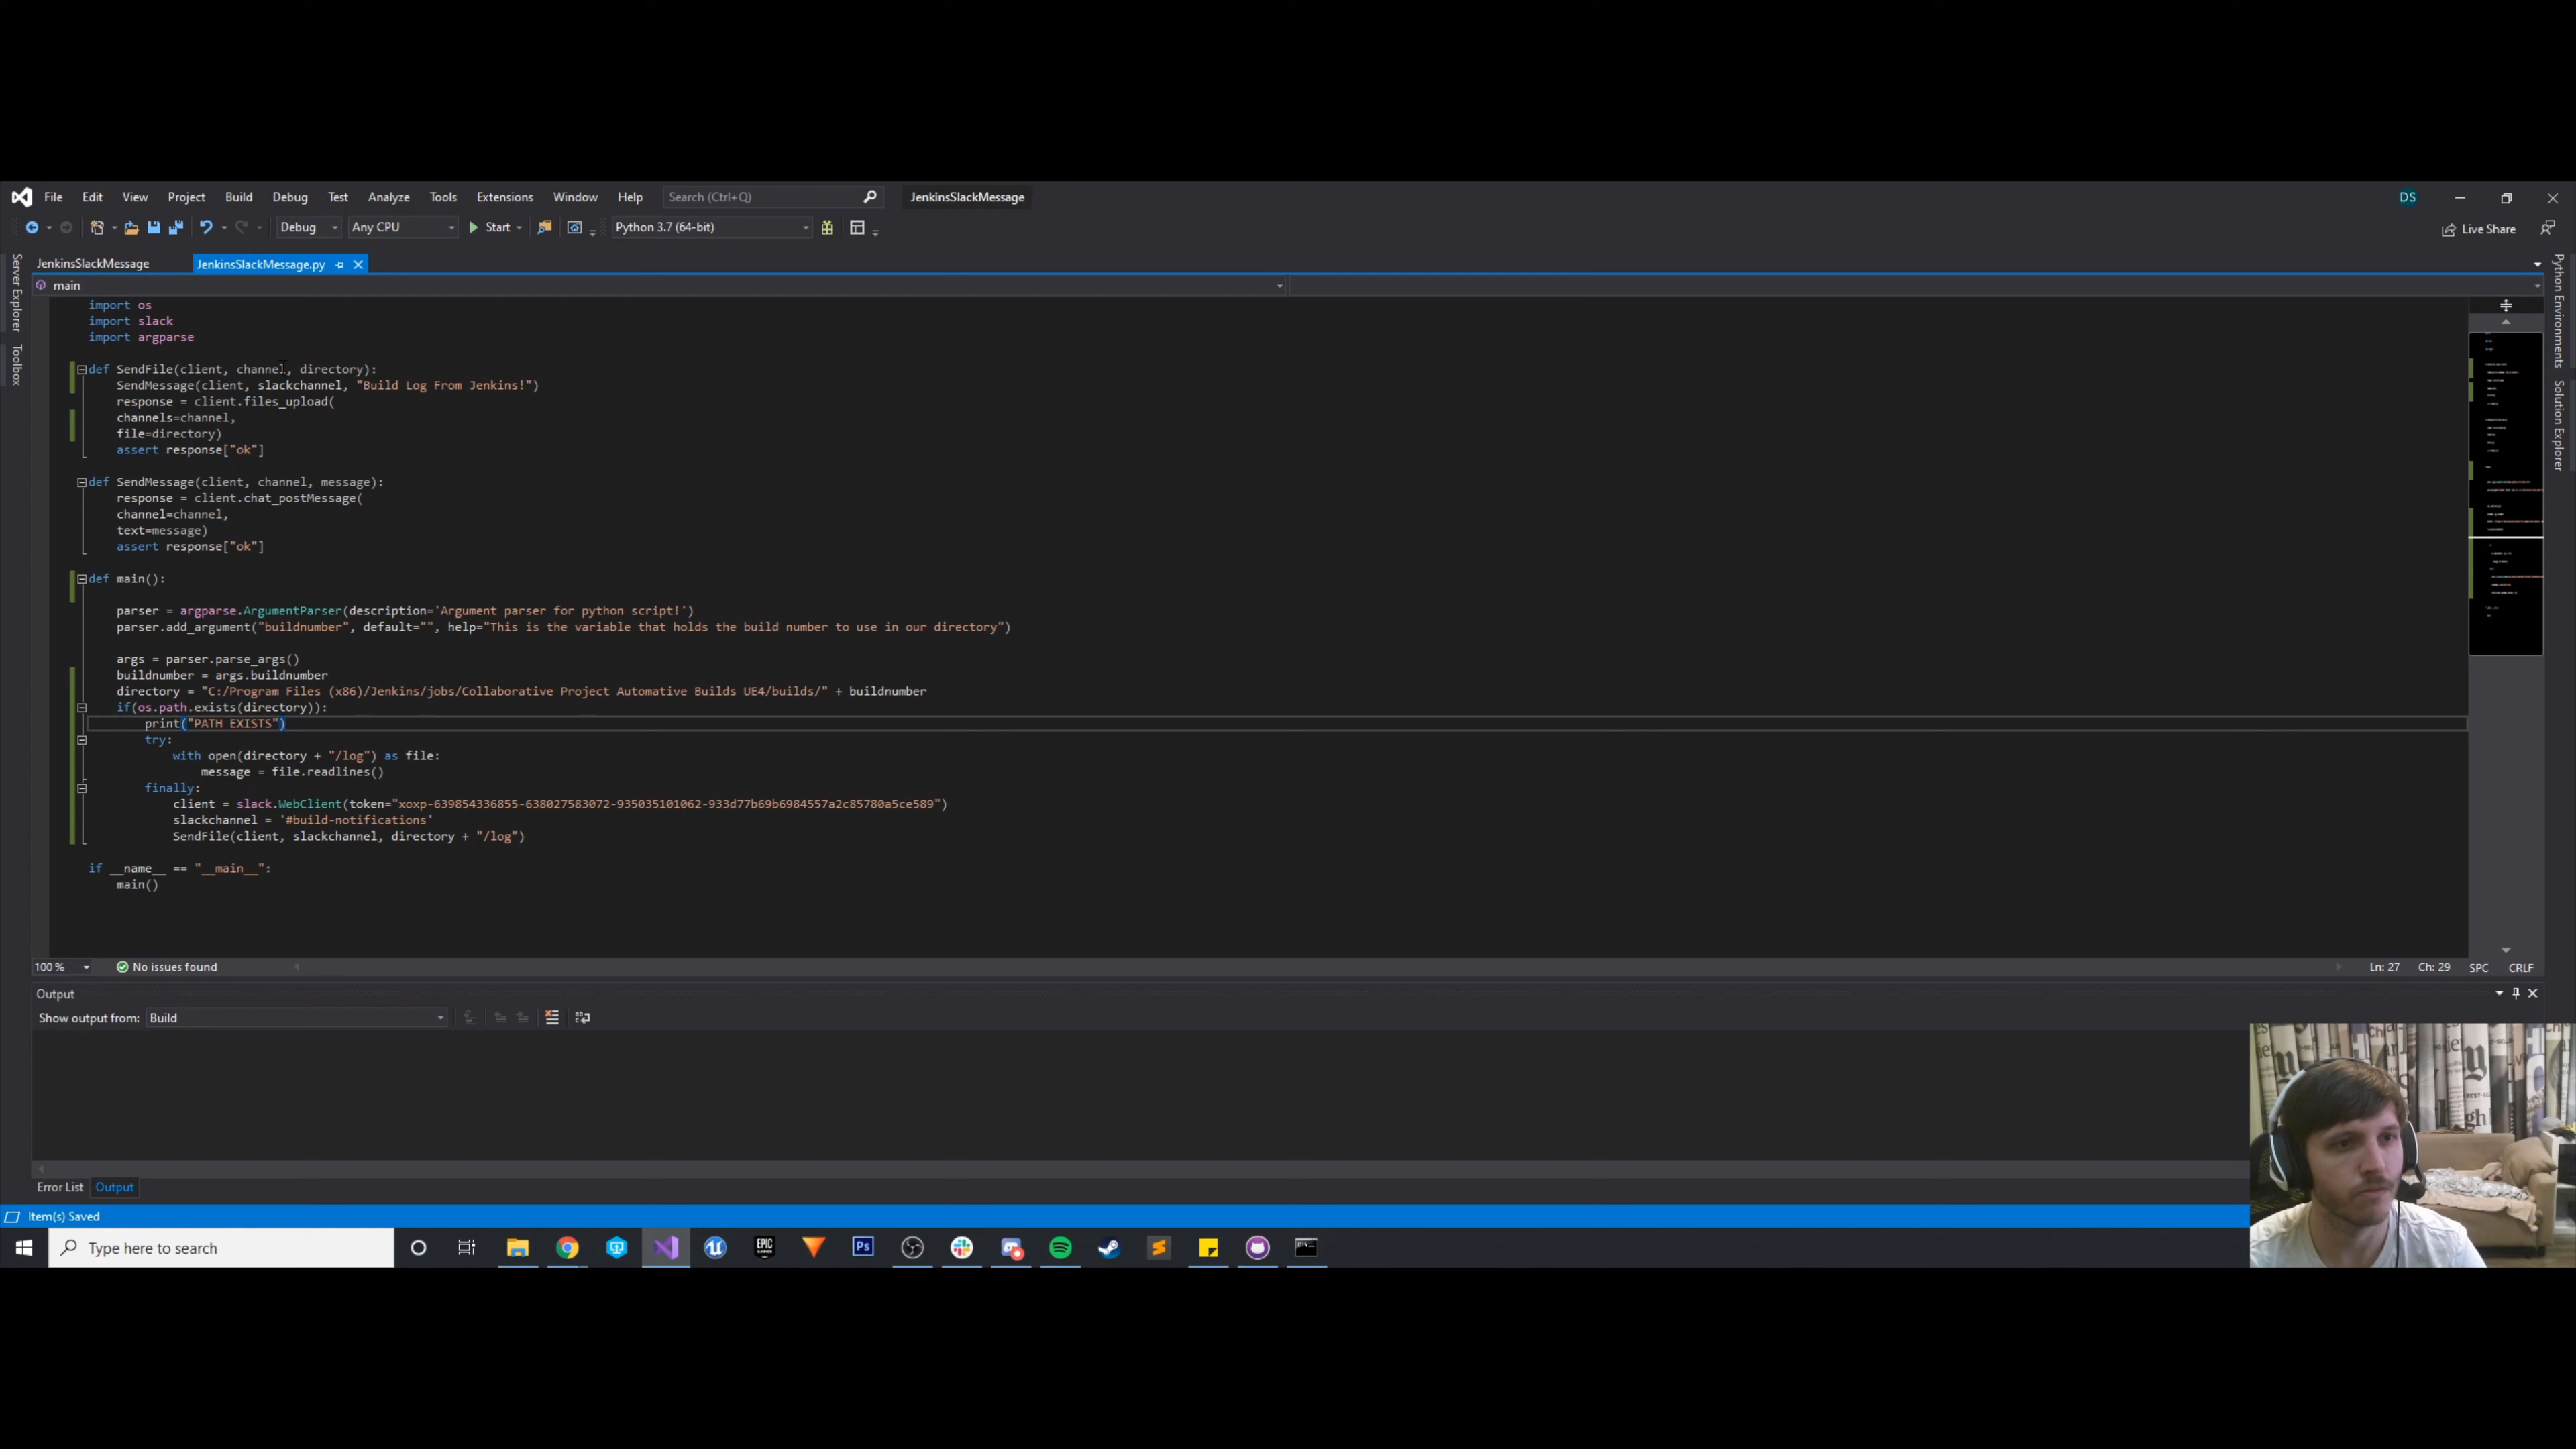 File Edit View Project Build Debug Test Analyze Tools Extensions Window Help Search (Ctrl+Q) JenkinsSlackMessage DS
Debug Any CPU Start Python 3.7 (64-bit) Live Share
JenkinsSlackMessage JenkinsSlackMessage.py
main
Server Explorer
Toolbox
Python Environments
Solution Explorer
import os
import slack
import argparse
def SendFile(client, channel, directory):
SendMessage(client, slackchannel, "Build Log From Jenkins!")
response = client.files_upload(
channels=channel,
file=directory)
assert response["ok"]
def SendMessage(client, channel, message):
response = client.chat_postMessage(
channel=channel,
text=message)
assert response["ok"]
def main():
parser = argparse.ArgumentParser(description='Argument parser for python script!')
parser.add_argument("buildnumber", default="", help="This is the variable that holds the build number to use in our directory")
args = parser.parse_args()
buildnumber = args.buildnumber
directory = "C:/Program Files (x86)/Jenkins/jobs/Collaborative Project Automative Builds UE4/builds/" + buildnumber
if(os.path.exists(directory)):
print("PATH EXISTS")
try:
with open(directory + "/log") as file:
message = file.readlines()
finally:
client = slack.WebClient(token="xoxp-639854336855-638027583072-935035101062-933d77b69b6984557a2c85780a5ce589")
slackchannel = '#build-notifications'
SendFile(client, slackchannel, directory + "/log")
if __name__ == "__main__":
main()
100 % No issues found Ln: 27 Ch: 29 SPC CRLF
Output
Show output from: Build
Error List Output
Item(s) Saved
Type here to search